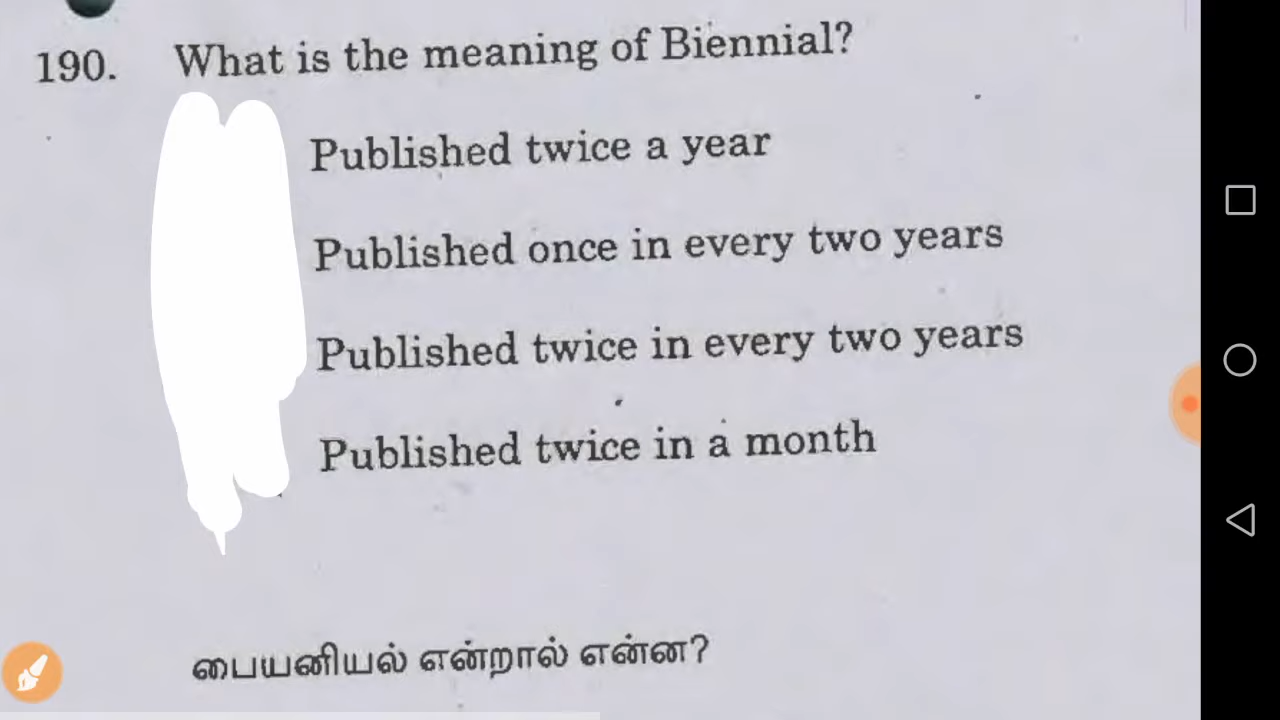 190. What is the meaning of Biennial?
Published twice a year
Published once in every two years
Published twice in every two years
Published twice in a month
பையனியல் என்றால் என்ன?